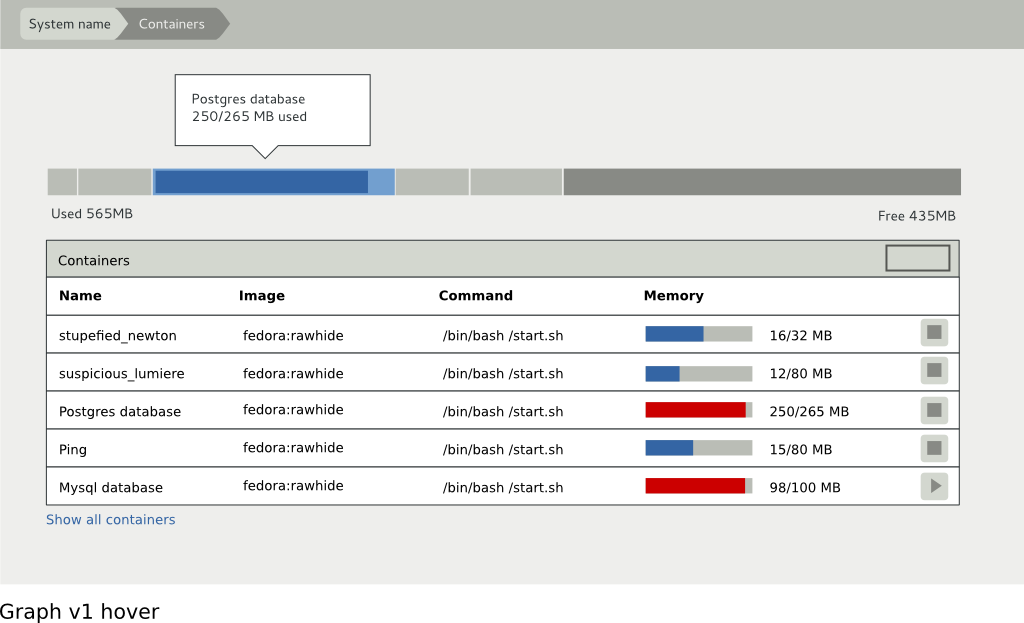 System name Containers
Postgres database
250/265 MB used
Used 565MB Free 435MB
Containers
Name Image Command Memory
stupefied_newton fedora:rawhide /bin/bash /start.sh 16/32 MB
suspicious_lumiere fedora:rawhide /bin/bash /start.sh 12/80 MB
Postgres database fedora:rawhide /bin/bash /start.sh 250/265 MB
Ping fedora:rawhide /bin/bash /start.sh 15/80 MB
Mysql database fedora:rawhide /bin/bash /start.sh 98/100 MB
Show all containers
Graph v1 hover